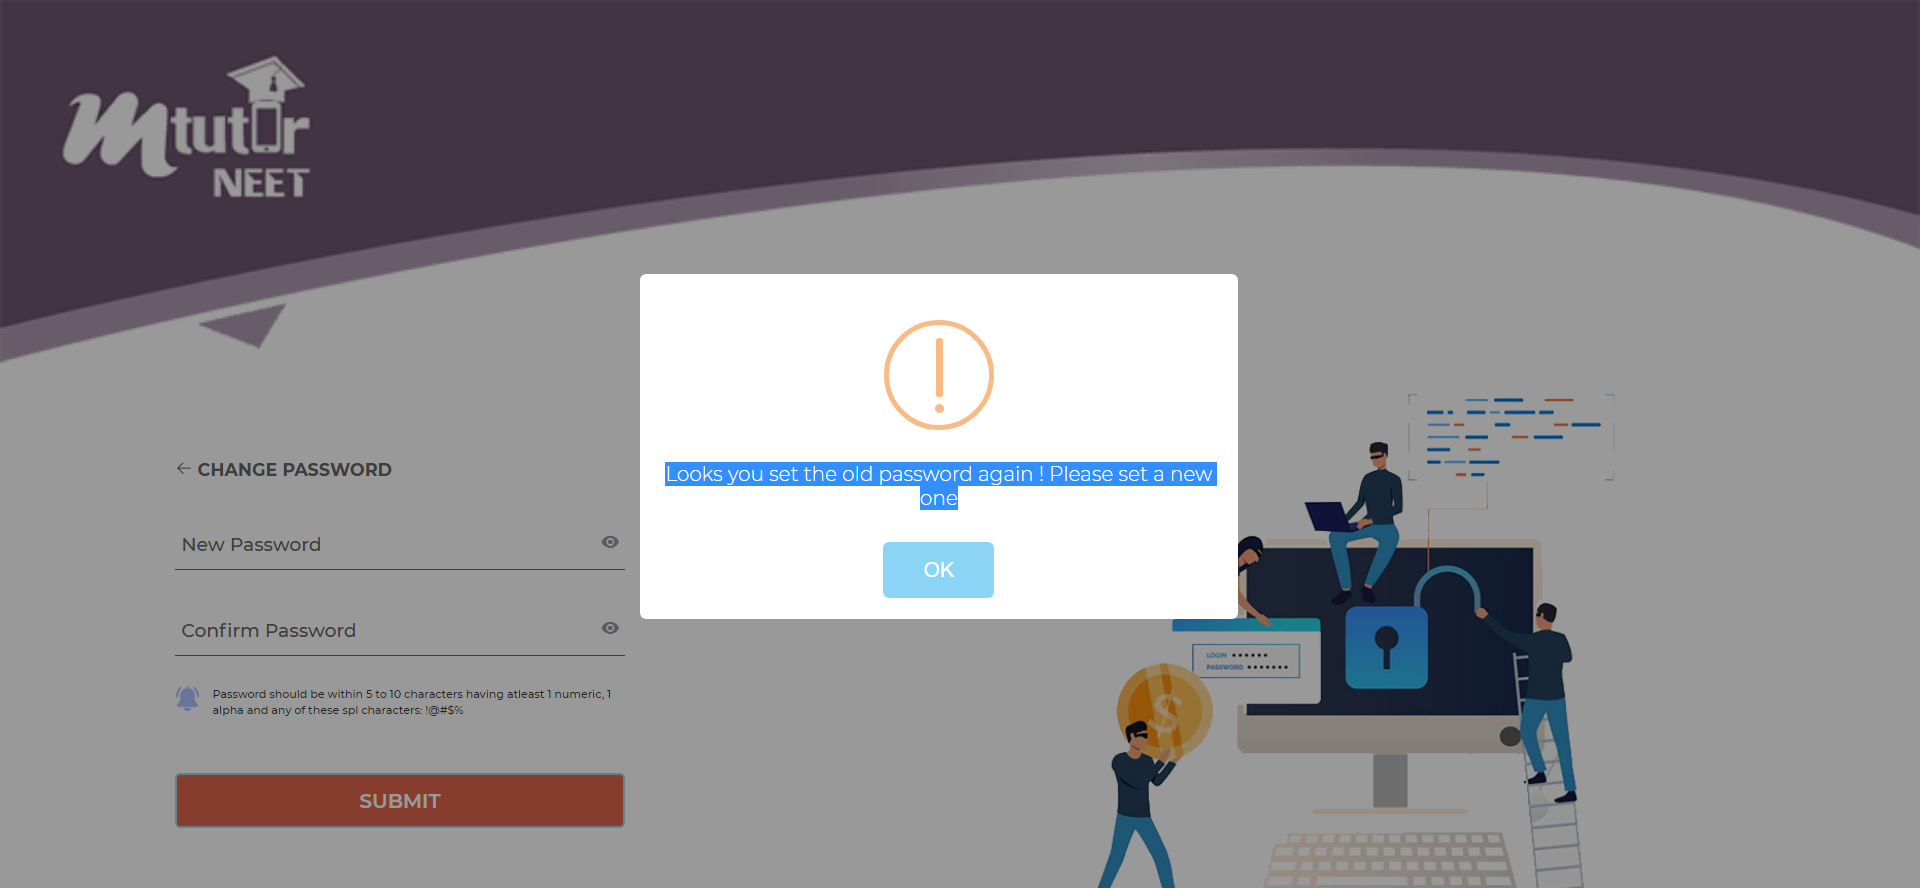 Mtutor
NEET
Looks you set the old password again ! Please set a new
one
OK
← CHANGE PASSWORD
New Password
Confirm Password
Password should be within 5 to 10 characters having atleast 1 numeric, 1
alpha and any of these spl characters: !@#$%
SUBMIT
LOGIN ••••••
PASSWORD •••••••
$